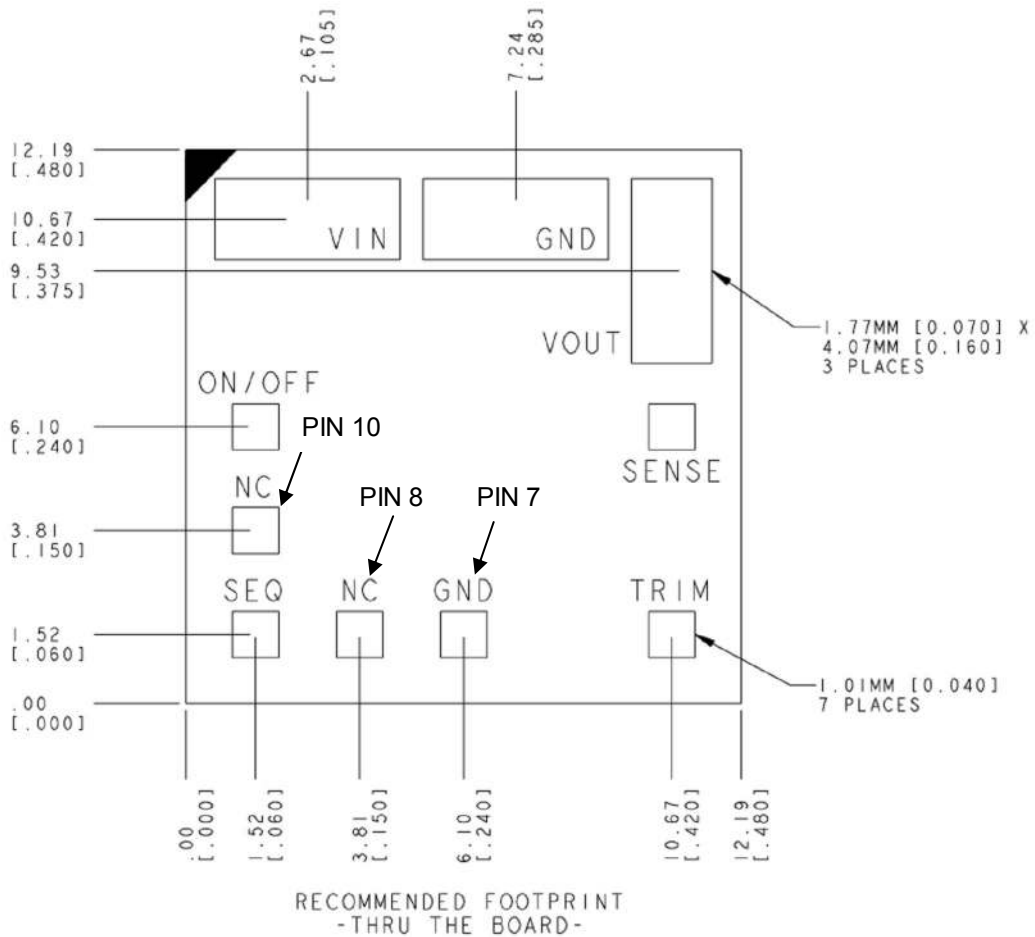 2.67
[.105]
7.24
[.285]
12.19
[.480]
10.67
[.420]
9.53
[.375]
VIN
GND
VOUT
1.77MM [0.070] X
4.07MM [0.160]
3 PLACES
ON/OFF
6.10
[.240]
PIN 10
SENSE
NC
PIN 8
PIN 7
3.81
[.150]
SEQ
NC
GND
TRIM
1.52
[.060]
.00
[.000]
1.01MM [0.040]
7 PLACES
.00
[.000]
1.52
[.060]
3.81
[.150]
6.10
[.240]
10.67
[.420]
12.19
[.480]
RECOMMENDED FOOTPRINT
-THRU THE BOARD-